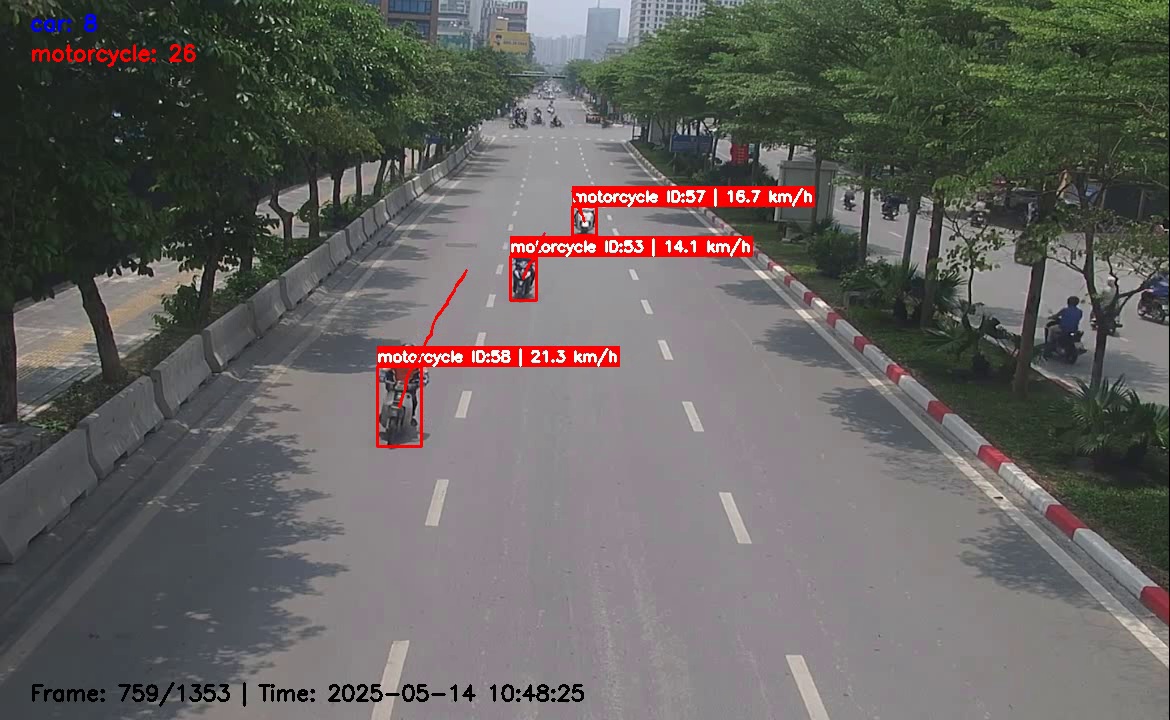 car: 8
motorcycle: 26
motorcycle ID:57 | 16.7 km/h
motorcycle ID:53 | 14.1 km/h
motorcycle ID:58 | 21.3 km/h
Frame: 759/1353 | Time: 2025-05-14 10:48:25